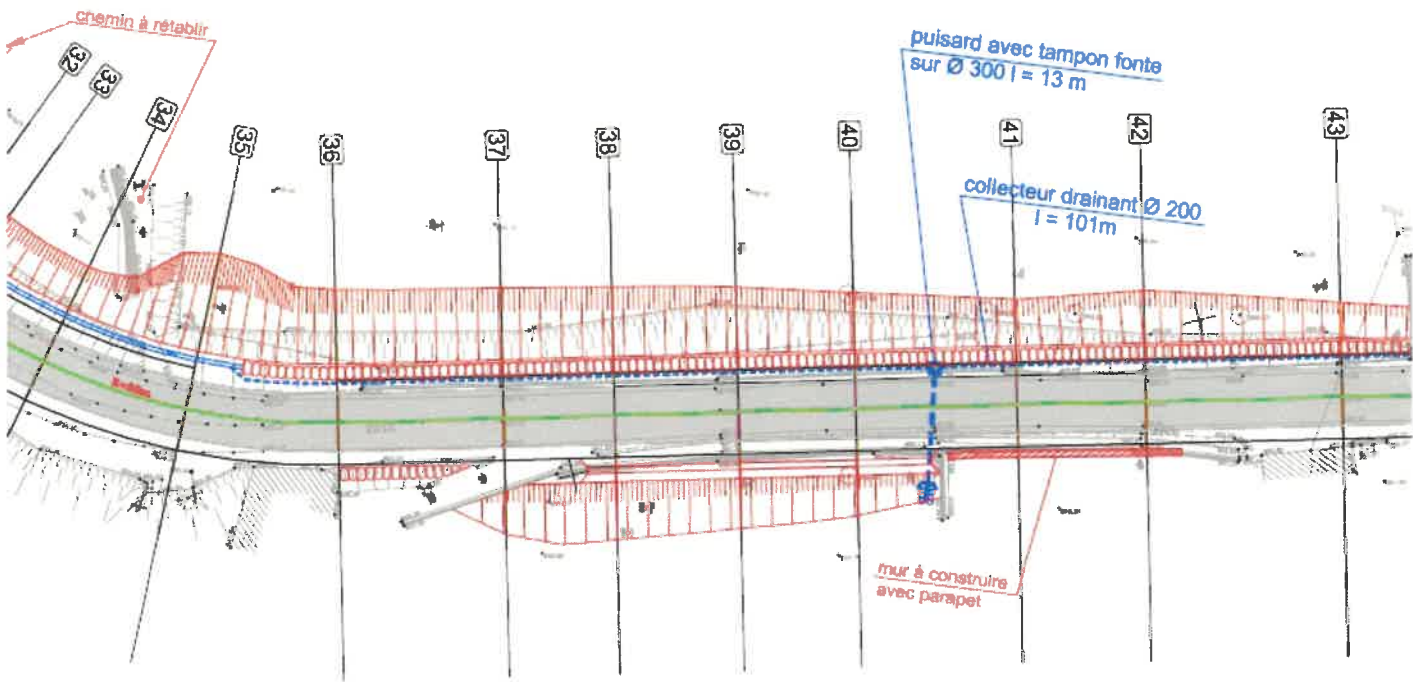 chemin à rétablir
puisard avec tampon fonte
sur Ø 300 l = 13 m
32
33
34
35
36
37
38
39
40
41
42
43
collecteur drainant Ø 200
l = 101m
mur à construire
avec parapet